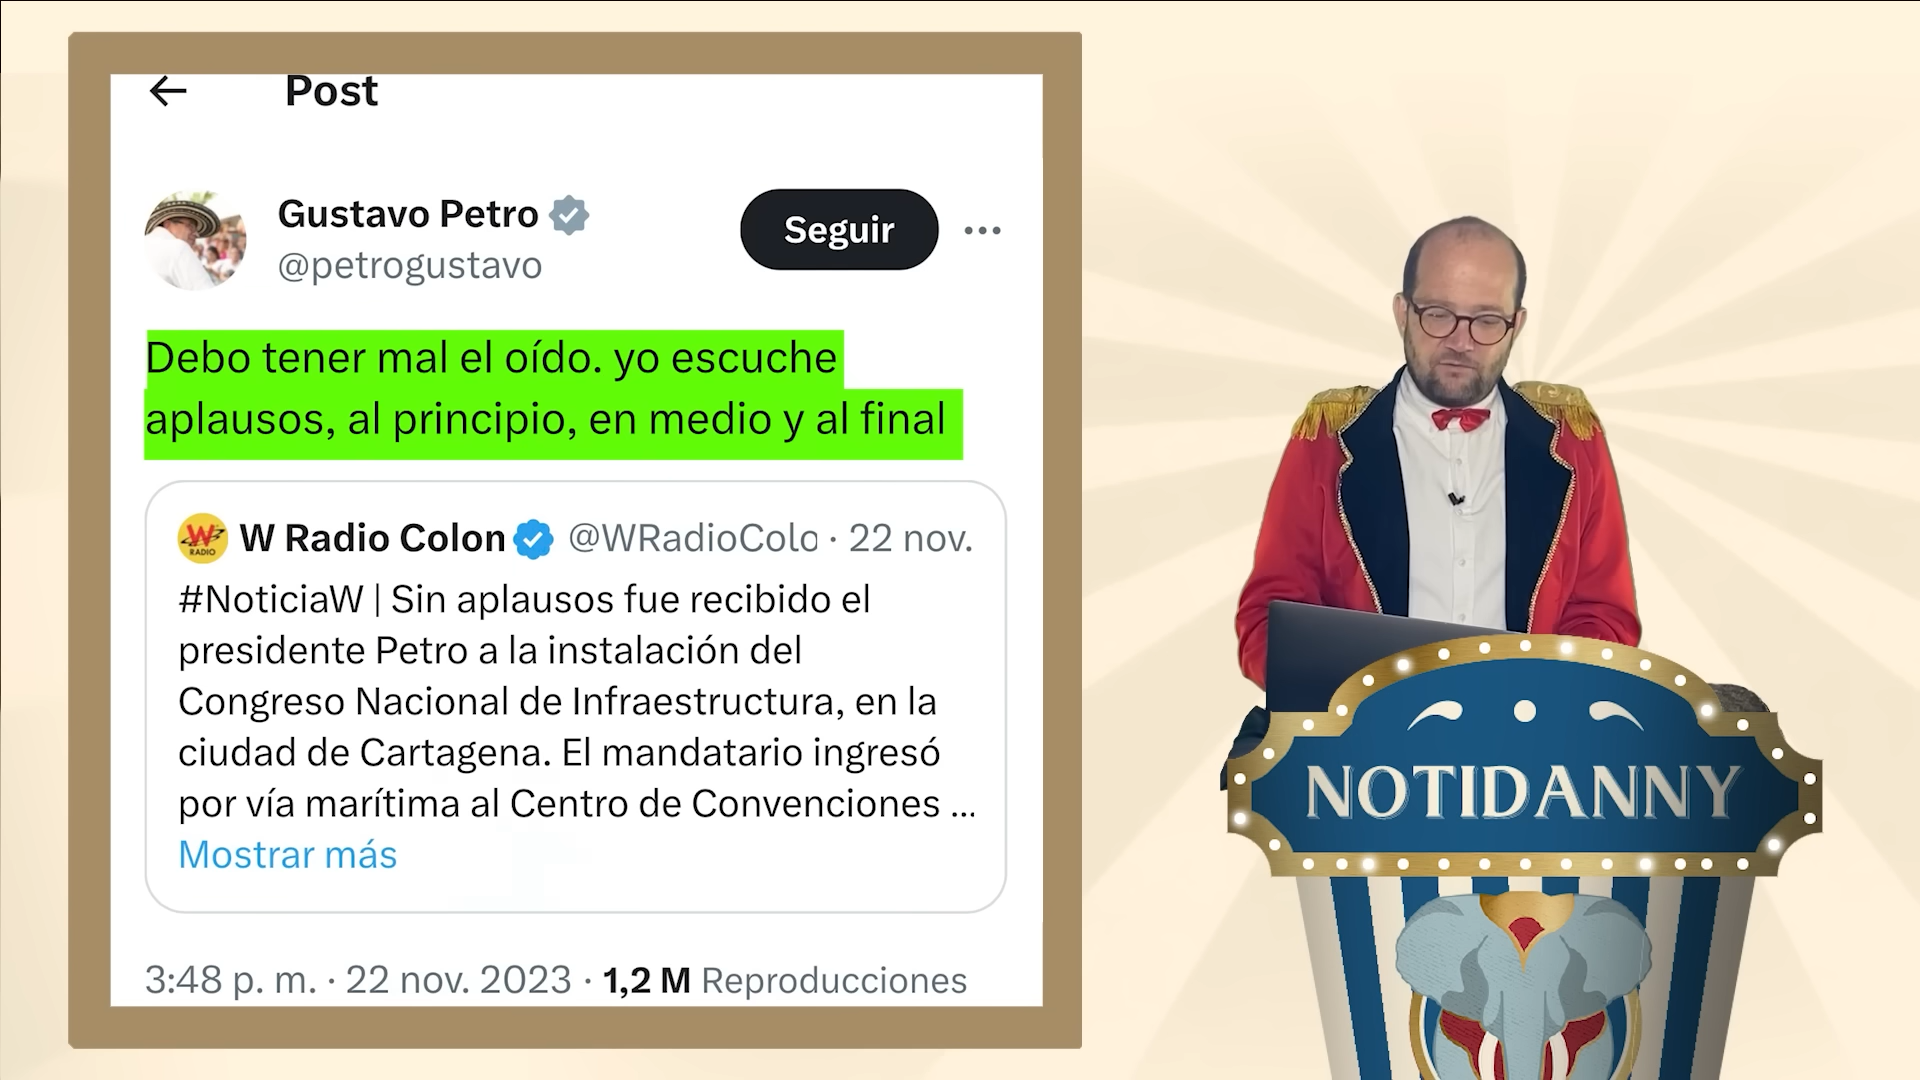 Post
Gustavo Petro
@petrogustavo
Seguir
Debo tener mal el oído. yo escuche
aplausos, al principio, en medio y al final
W RADIO
W Radio Colon @WRadioColo · 22 nov.
#NoticiaW | Sin aplausos fue recibido el
presidente Petro a la instalación del
Congreso Nacional de Infraestructura, en la
ciudad de Cartagena. El mandatario ingresó
por vía marítima al Centro de Convenciones ...
Mostrar más
3:48 p. m. · 22 nov. 2023 · 1,2 M Reproducciones
NOTIDANNY